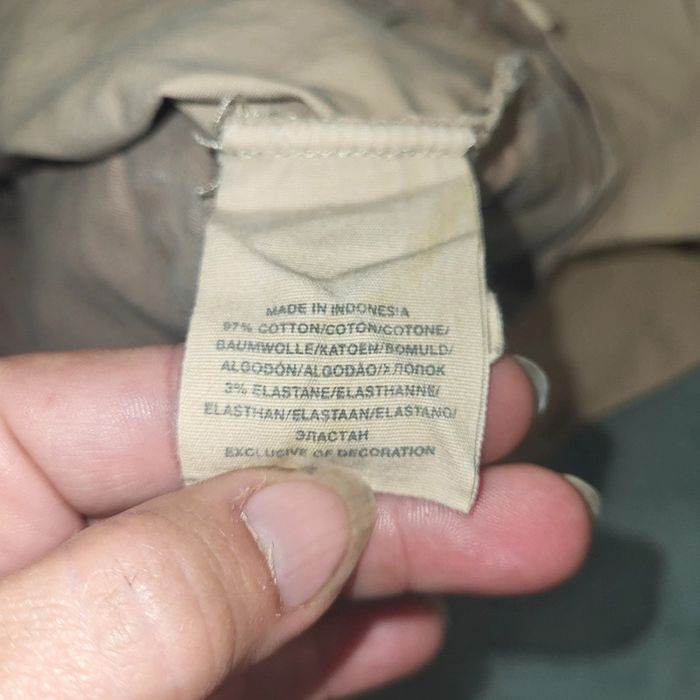 MADE IN INDONESIA
97% COTTON/COTON/COTONE/
BAUMWOLLE/KATOEN/BOMULD/
ALGODÓN/ALGODÃO/ХЛОПОК
3% ELASTANE/ELASTHANNE/
ELASTHAN/ELASTAAN/ELASTANO/
ЭЛАСТАН
EXCLUSIVE OF DECORATION